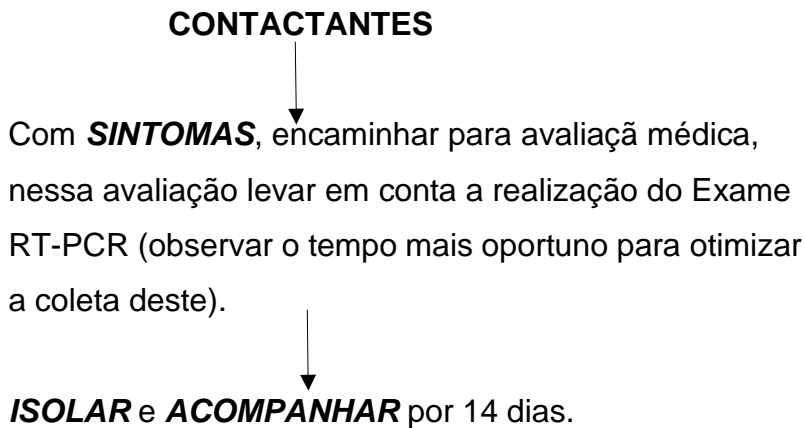 CONTACTANTES
Com SINTOMAS, encaminhar para avaliaçã médica,
nessa avaliação levar em conta a realização do Exame
RT-PCR (observar o tempo mais oportuno para otimizar
a coleta deste).
ISOLAR e ACOMPANHAR por 14 dias.